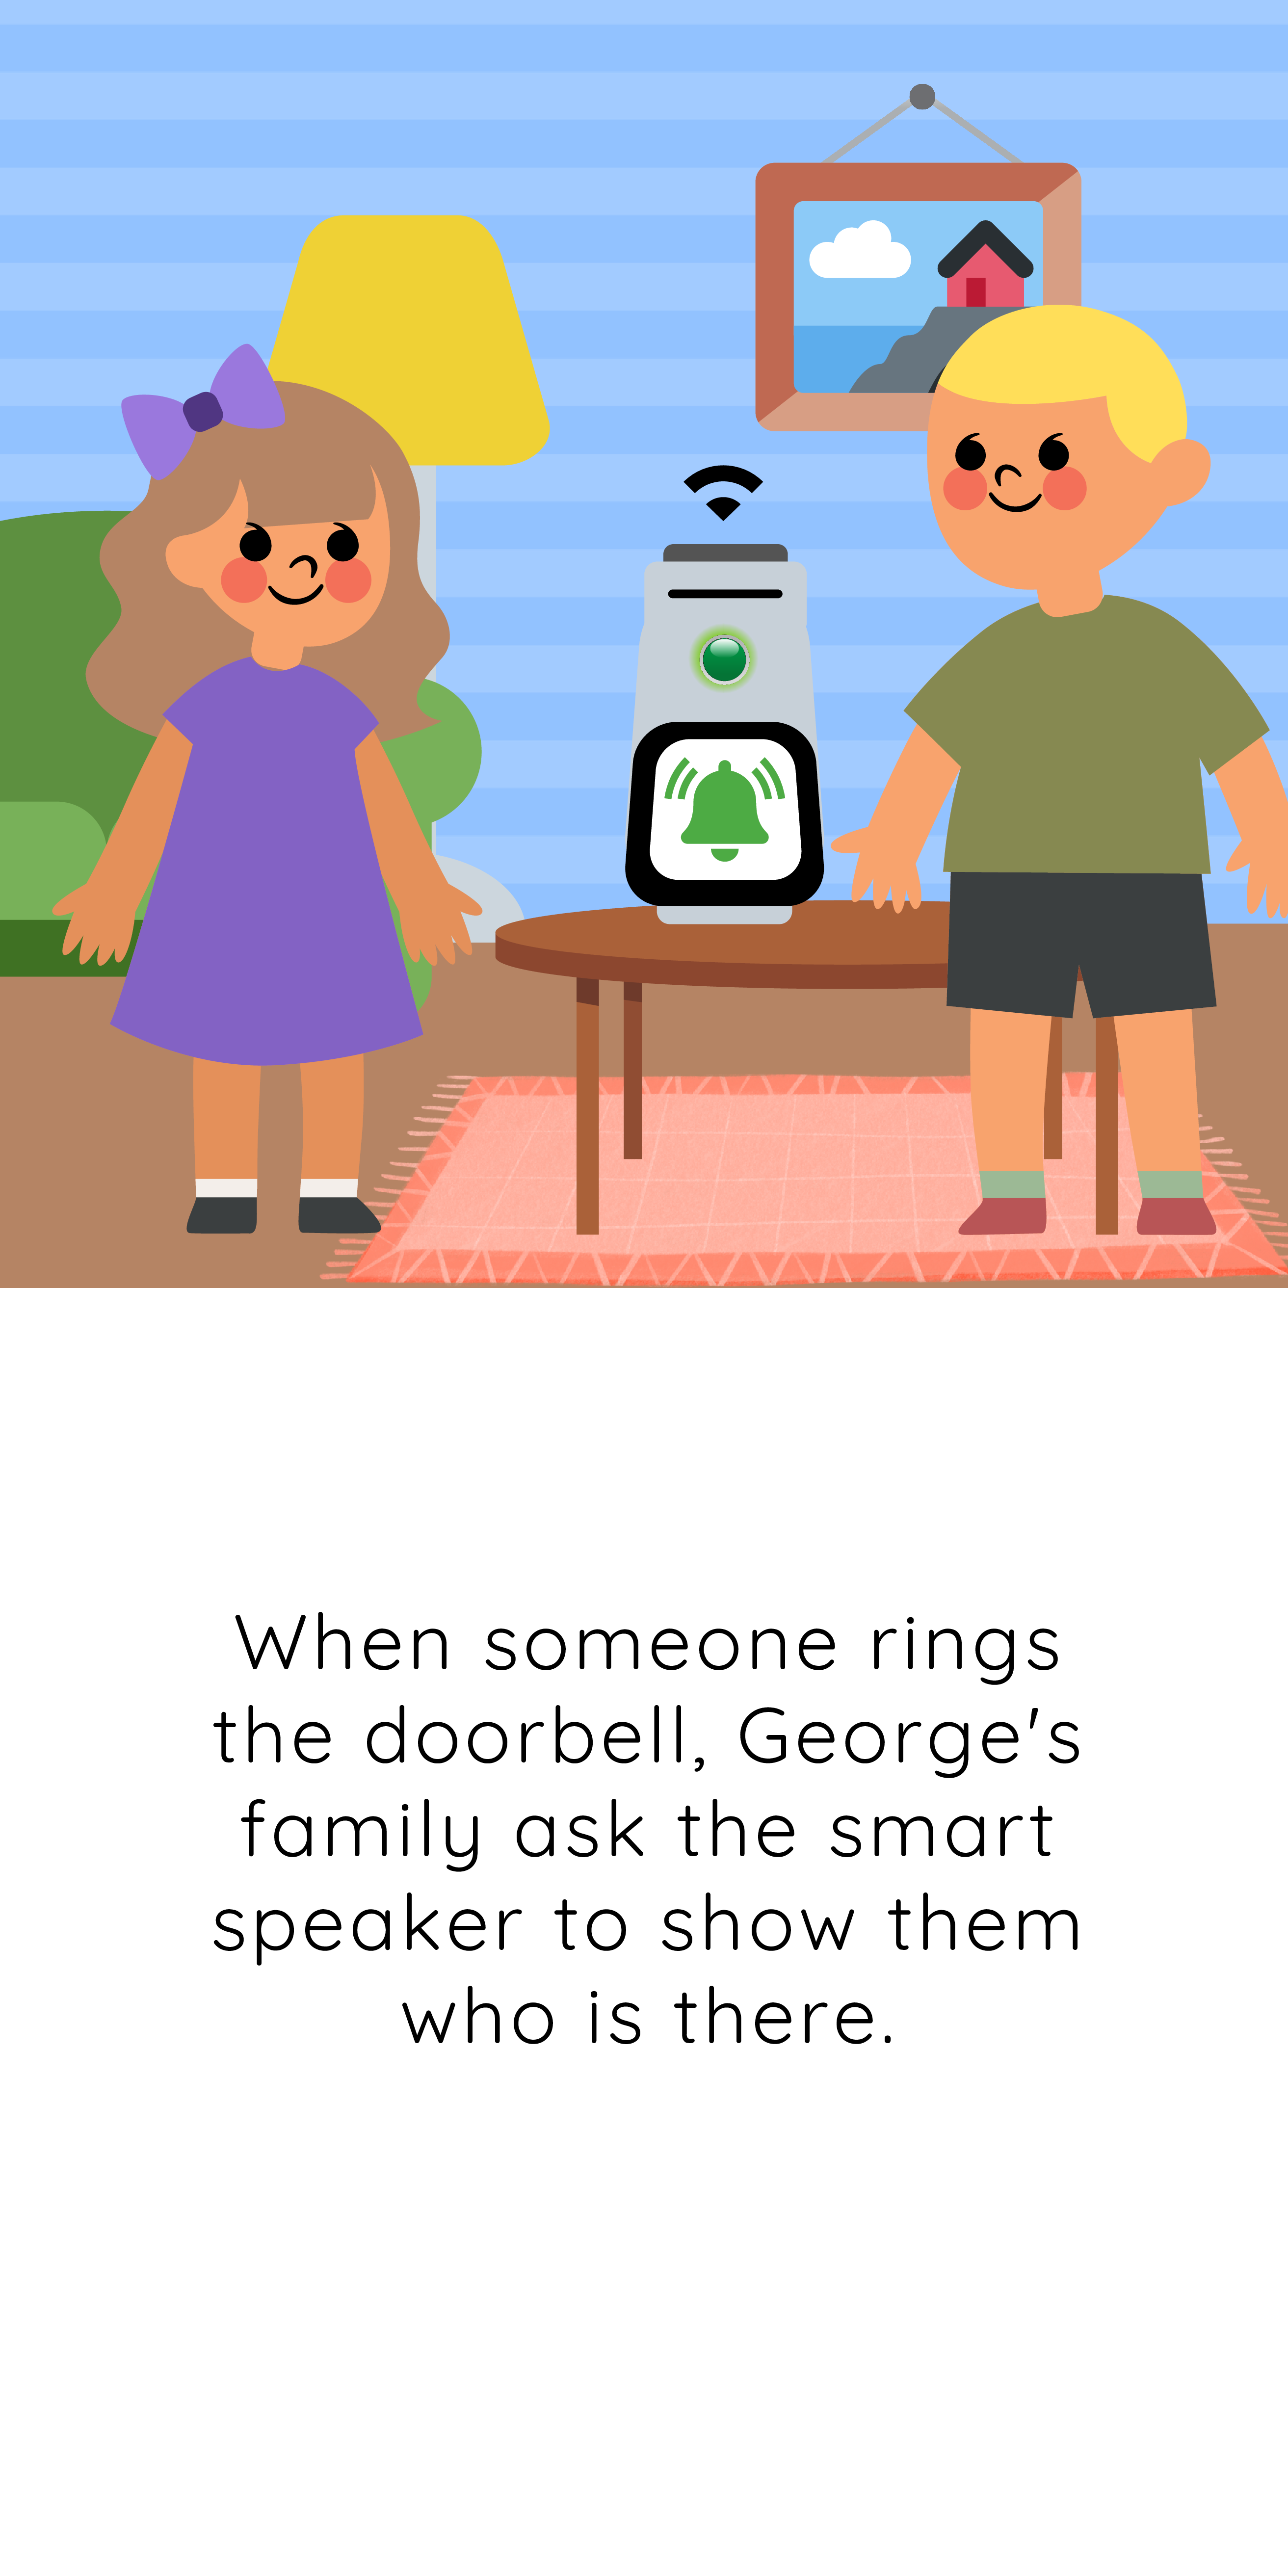 When someone rings
the doorbell, George's
family ask the smart
speaker to show them
who is there.